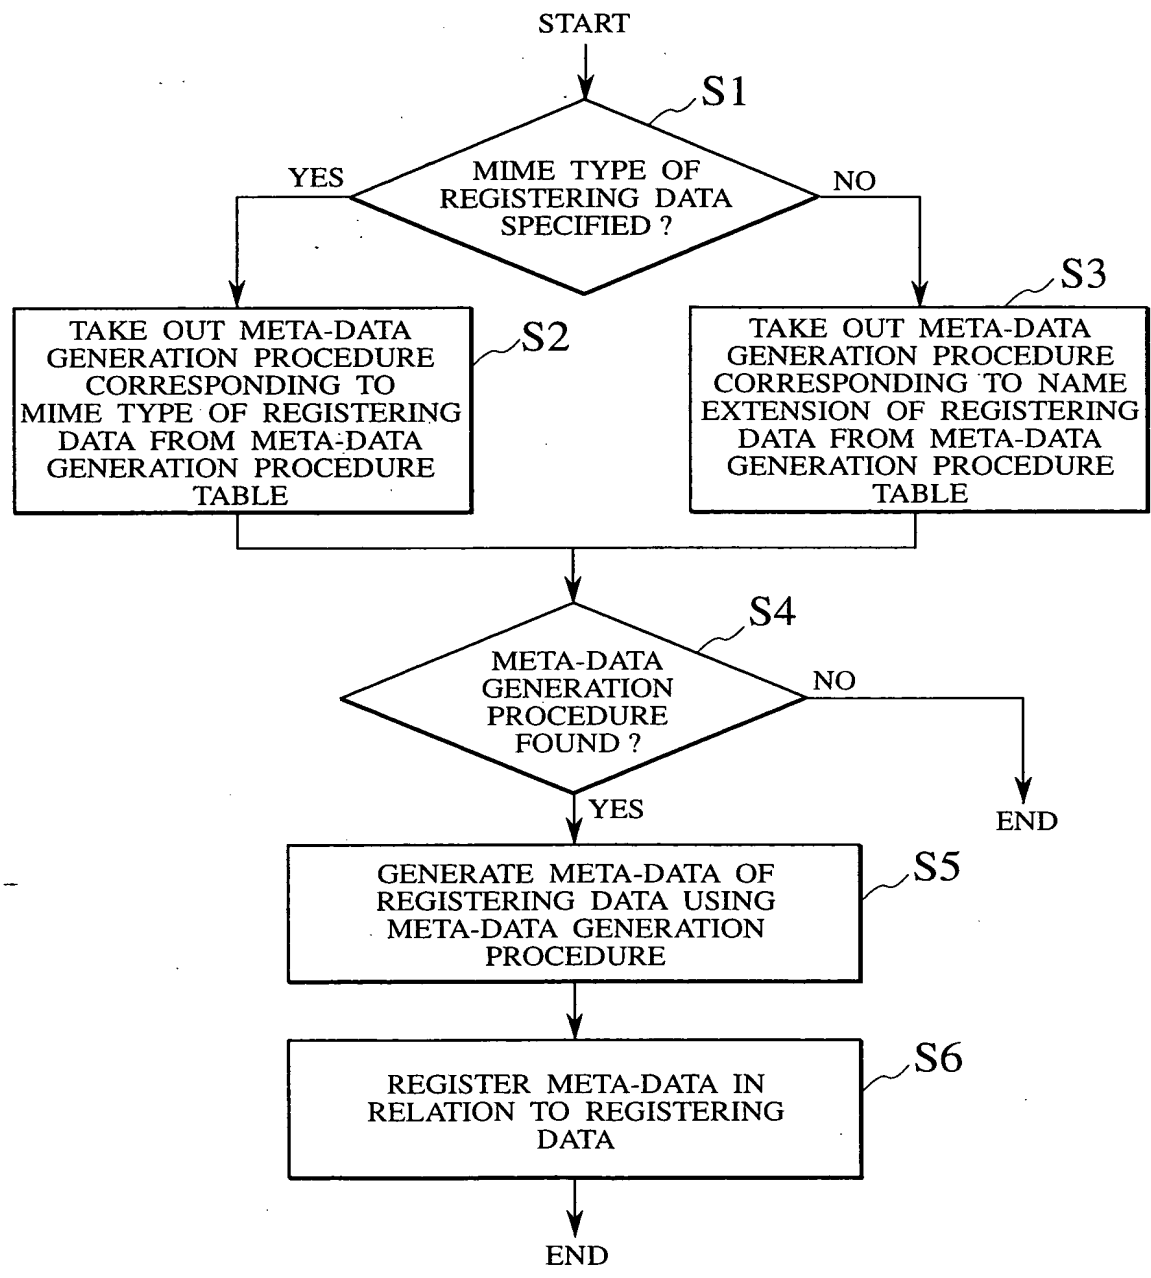 START
S1
MIME TYPE OF
REGISTERING DATA
SPECIFIED ?
YES
NO
S2
TAKE OUT META-DATA
GENERATION PROCEDURE
CORRESPONDING TO
MIME TYPE OF REGISTERING
DATA FROM META-DATA
GENERATION PROCEDURE
TABLE
S3
TAKE OUT META-DATA
GENERATION PROCEDURE
CORRESPONDING TO NAME
EXTENSION OF REGISTERING
DATA FROM META-DATA
GENERATION PROCEDURE
TABLE
S4
META-DATA
GENERATION
PROCEDURE
FOUND ?
NO
END
YES
S5
GENERATE META-DATA OF
REGISTERING DATA USING
META-DATA GENERATION
PROCEDURE
S6
REGISTER META-DATA IN
RELATION TO REGISTERING
DATA
END